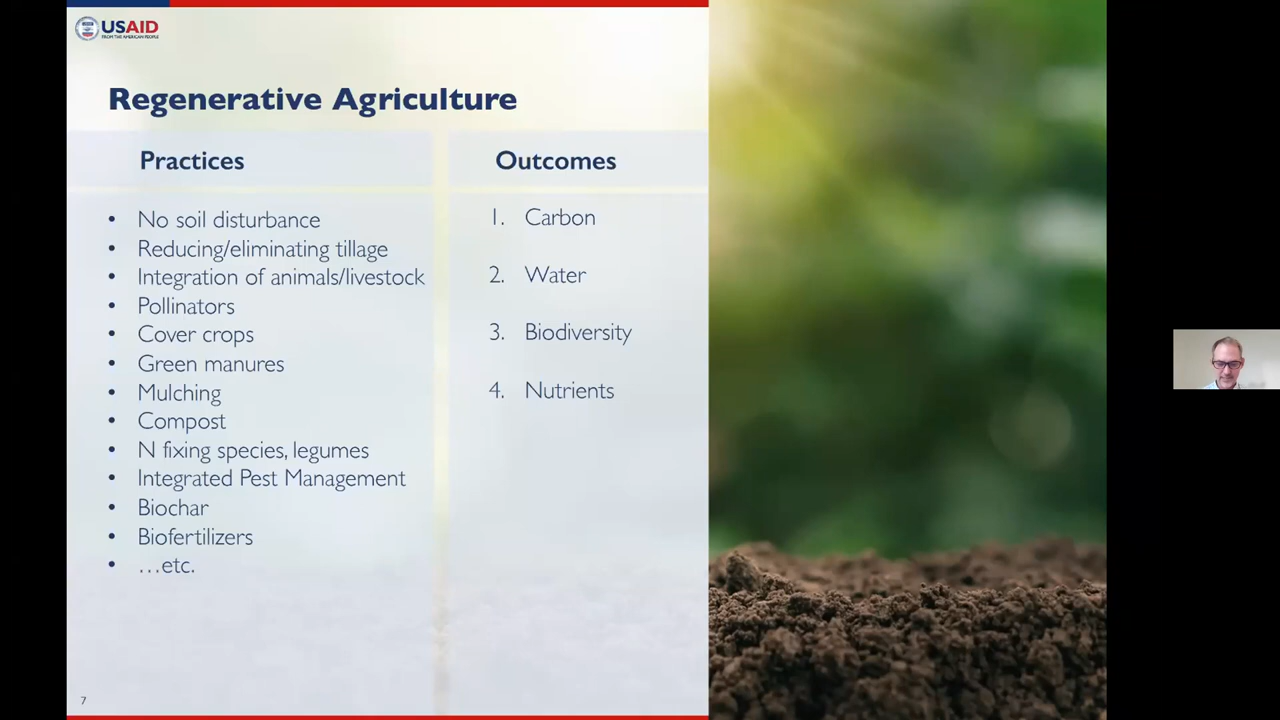 USAID
FROM THE AMERICAN PEOPLE
Regenerative Agriculture
Practices
• No soil disturbance
• Reducing/eliminating tillage
• Integration of animals/livestock
• Pollinators
• Cover crops
• Green manures
• Mulching
• Compost
• N fixing species, legumes
• Integrated Pest Management
• Biochar
• Biofertilizers
• …etc.
Outcomes
1. Carbon
2. Water
3. Biodiversity
4. Nutrients
7